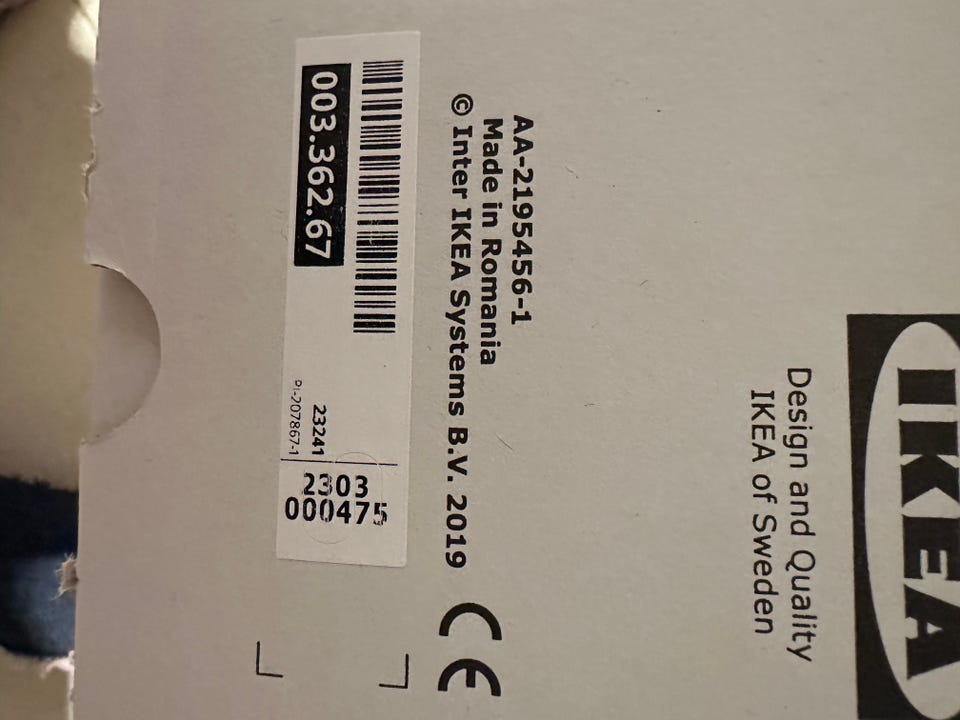 IKEA
Design and Quality
IKEA of Sweden
AA-2195456-1
Made in Romania
© Inter IKEA Systems B.V. 2019
CE
003.362.67
23241
PI-207867-1
2303
000475